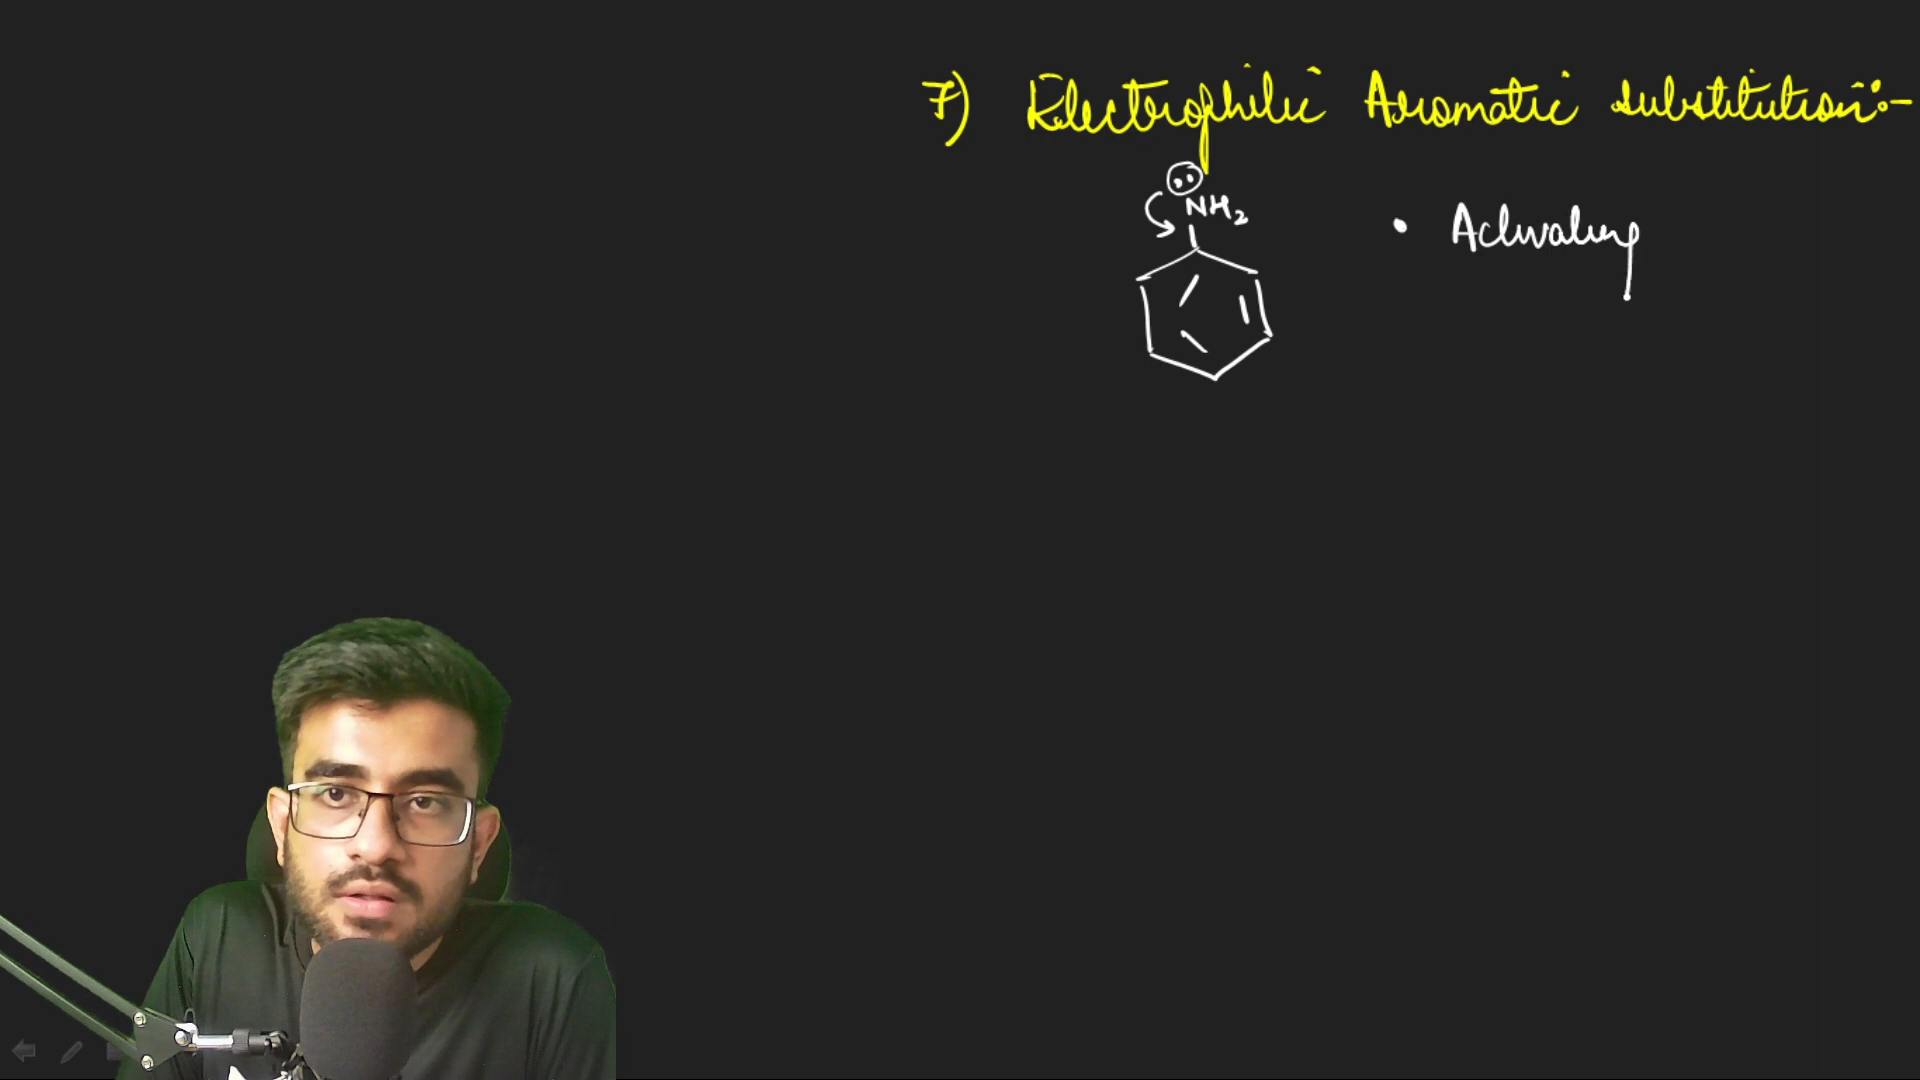 7) Electrophilic Aromatic substitution:-
NH2
• Activating